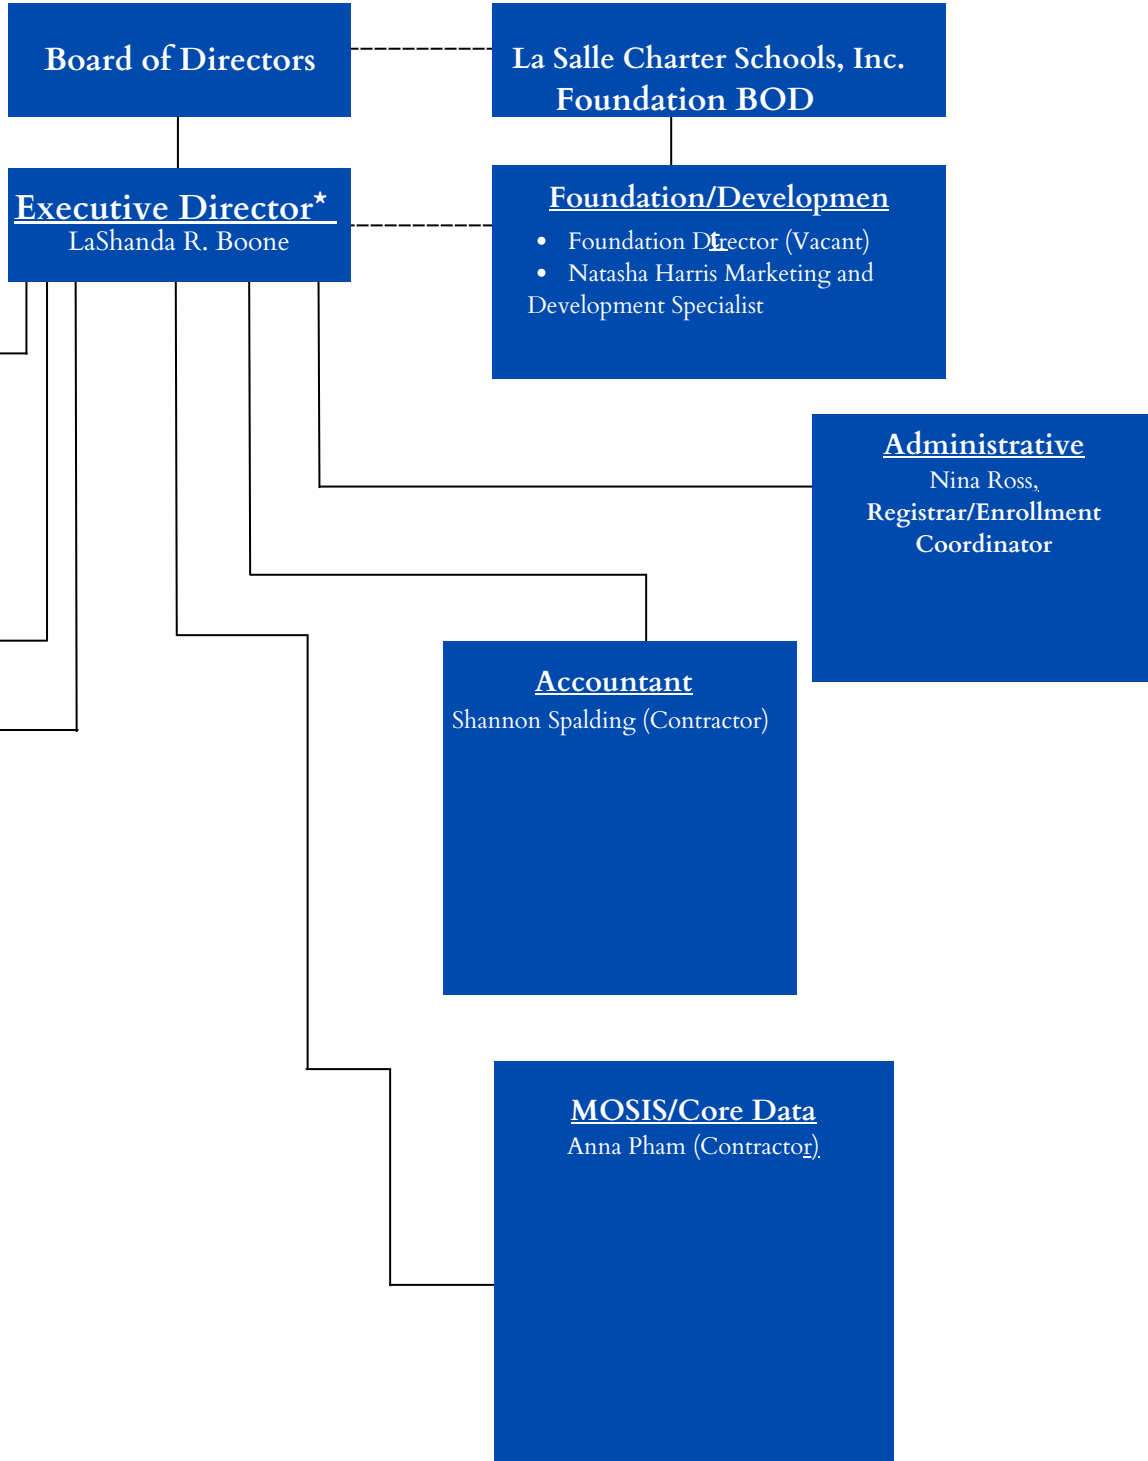 Board of Directors
La Salle Charter Schools, Inc.
Foundation BOD
Executive Director*
LaShanda R. Boone
Foundation/Developmen
t
• Foundation Director (Vacant)
• Natasha Harris Marketing and
Development Specialist
Administrative
Nina Ross,
Registrar/Enrollment
Coordinator
Accountant
Shannon Spalding (Contractor)
MOSIS/Core Data
Anna Pham (Contractor)